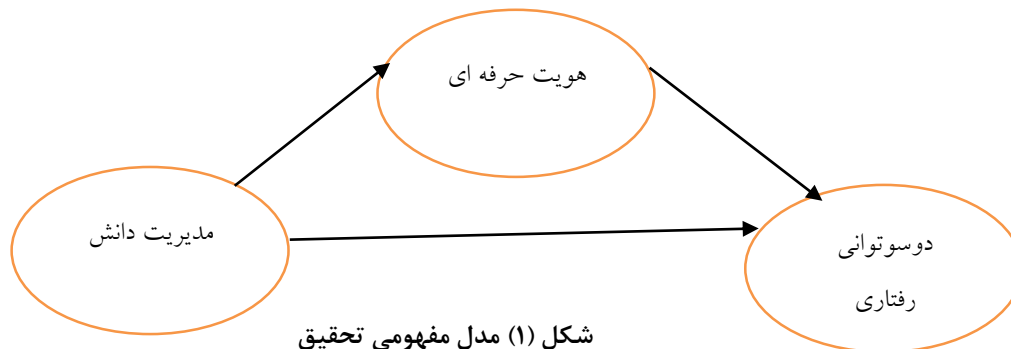 هویت حرفه ای
مدیریت دانش
دوسوتوانی
رفتاری
شکل (۱) مدل مفهومی تحقیق